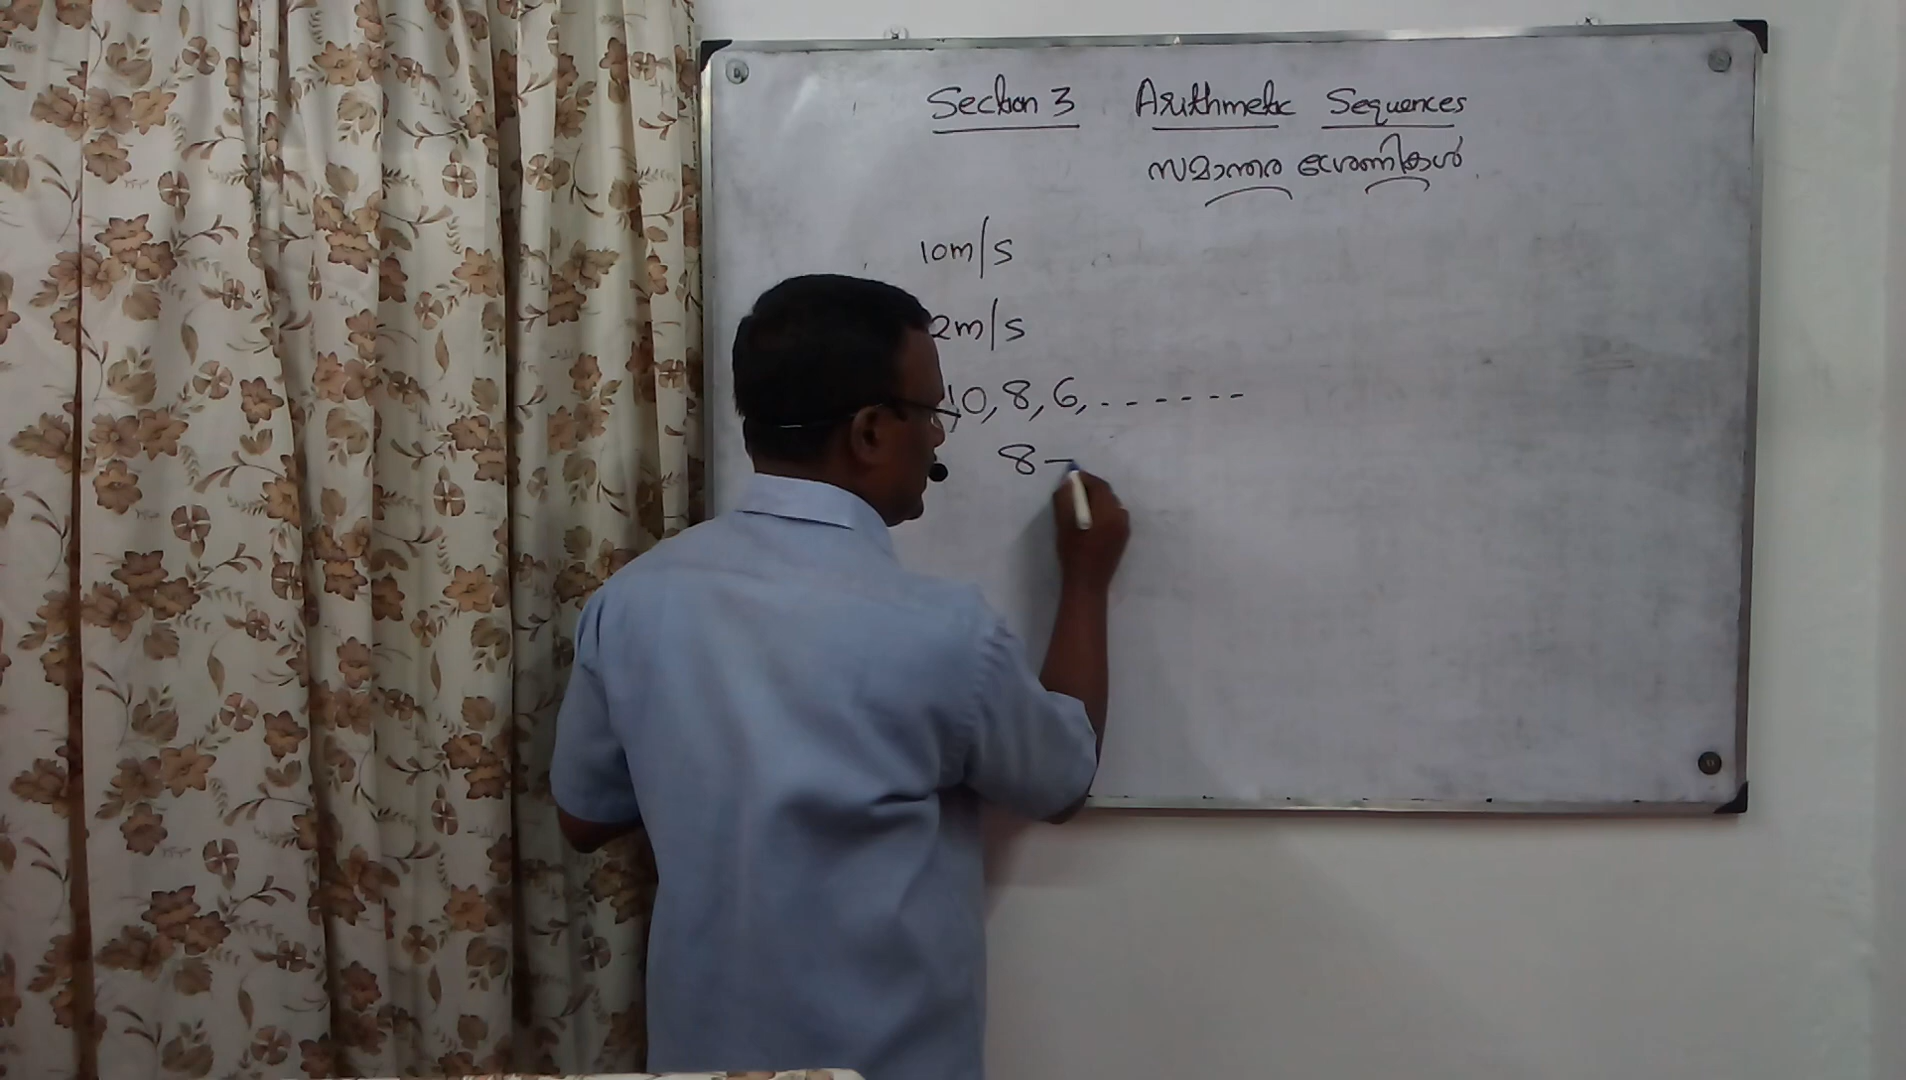 Section 3 Arithmetic Sequences
സമാന്തര ശ്രേണികൾ
10m/s
2m/s
10, 8, 6, - - - - - -
8 -